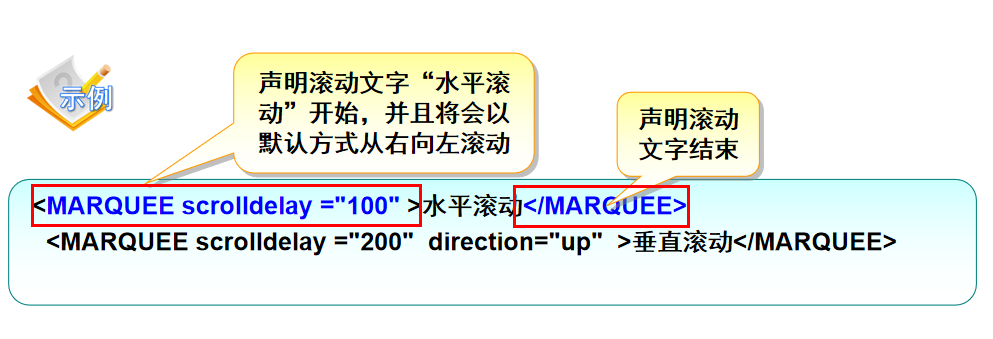 示例
声明滚动文字“水平滚
动”开始，并且将会以
默认方式从右向左滚动
声明滚动
文字结束
<MARQUEE scrolldelay ="100" >水平滚动</MARQUEE>
<MARQUEE scrolldelay ="200"  direction="up"  >垂直滚动</MARQUEE>